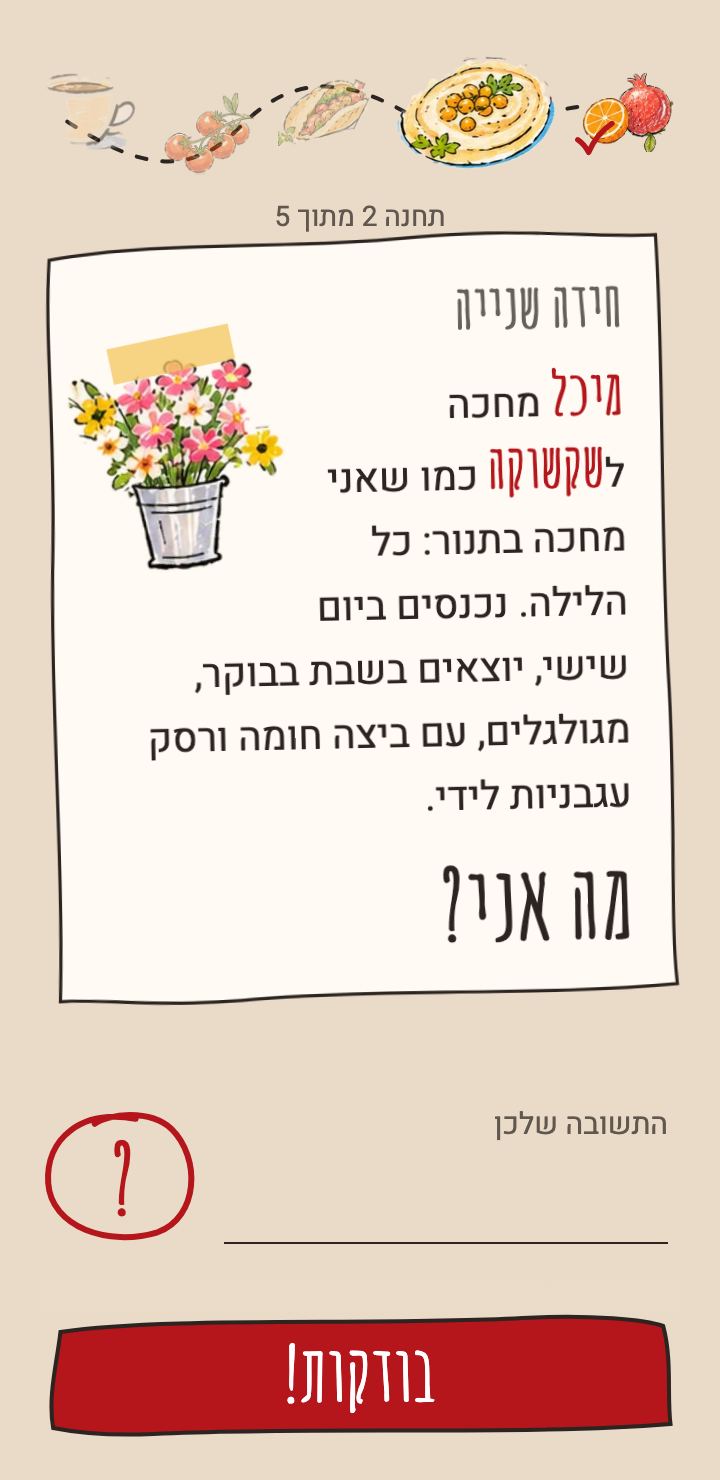 תחנה 2 מתוך 5
חידה שנייה
מיכל מחכה
לשקשוקה כמו שאני
מחכה בתנור: כל
הלילה. נכנסים ביום
שישי, יוצאים בשבת בבוקר,
מגולגלים, עם ביצה חומה ורסק
עגבניות לידי.
מה אני?
התשובה שלכן
?
בודקות!